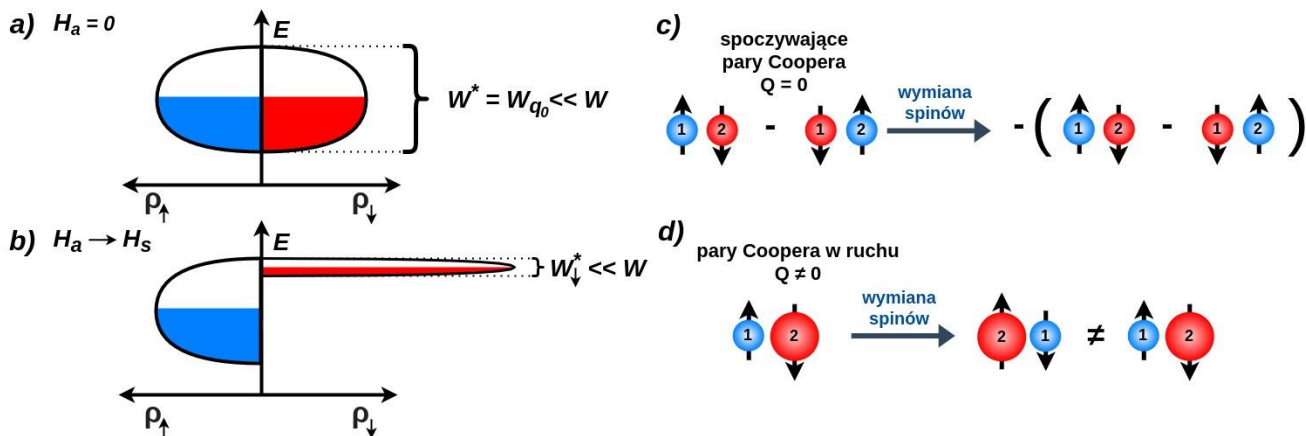 a) Hₐ = 0
E
W* = W_q₀ << W
ρ↑ ρ↓
b) Hₐ → Hₛ
E
W*↓ << W
ρ↑ ρ↓
c)
spoczywające
pary Coopera
Q = 0
wymiana
spinów
1 2 - 1 2 -( 1 2 - 1 2 )
d)
pary Coopera w ruchu
Q ≠ 0
wymiana
spinów
1 2 2 1 ≠ 1 2